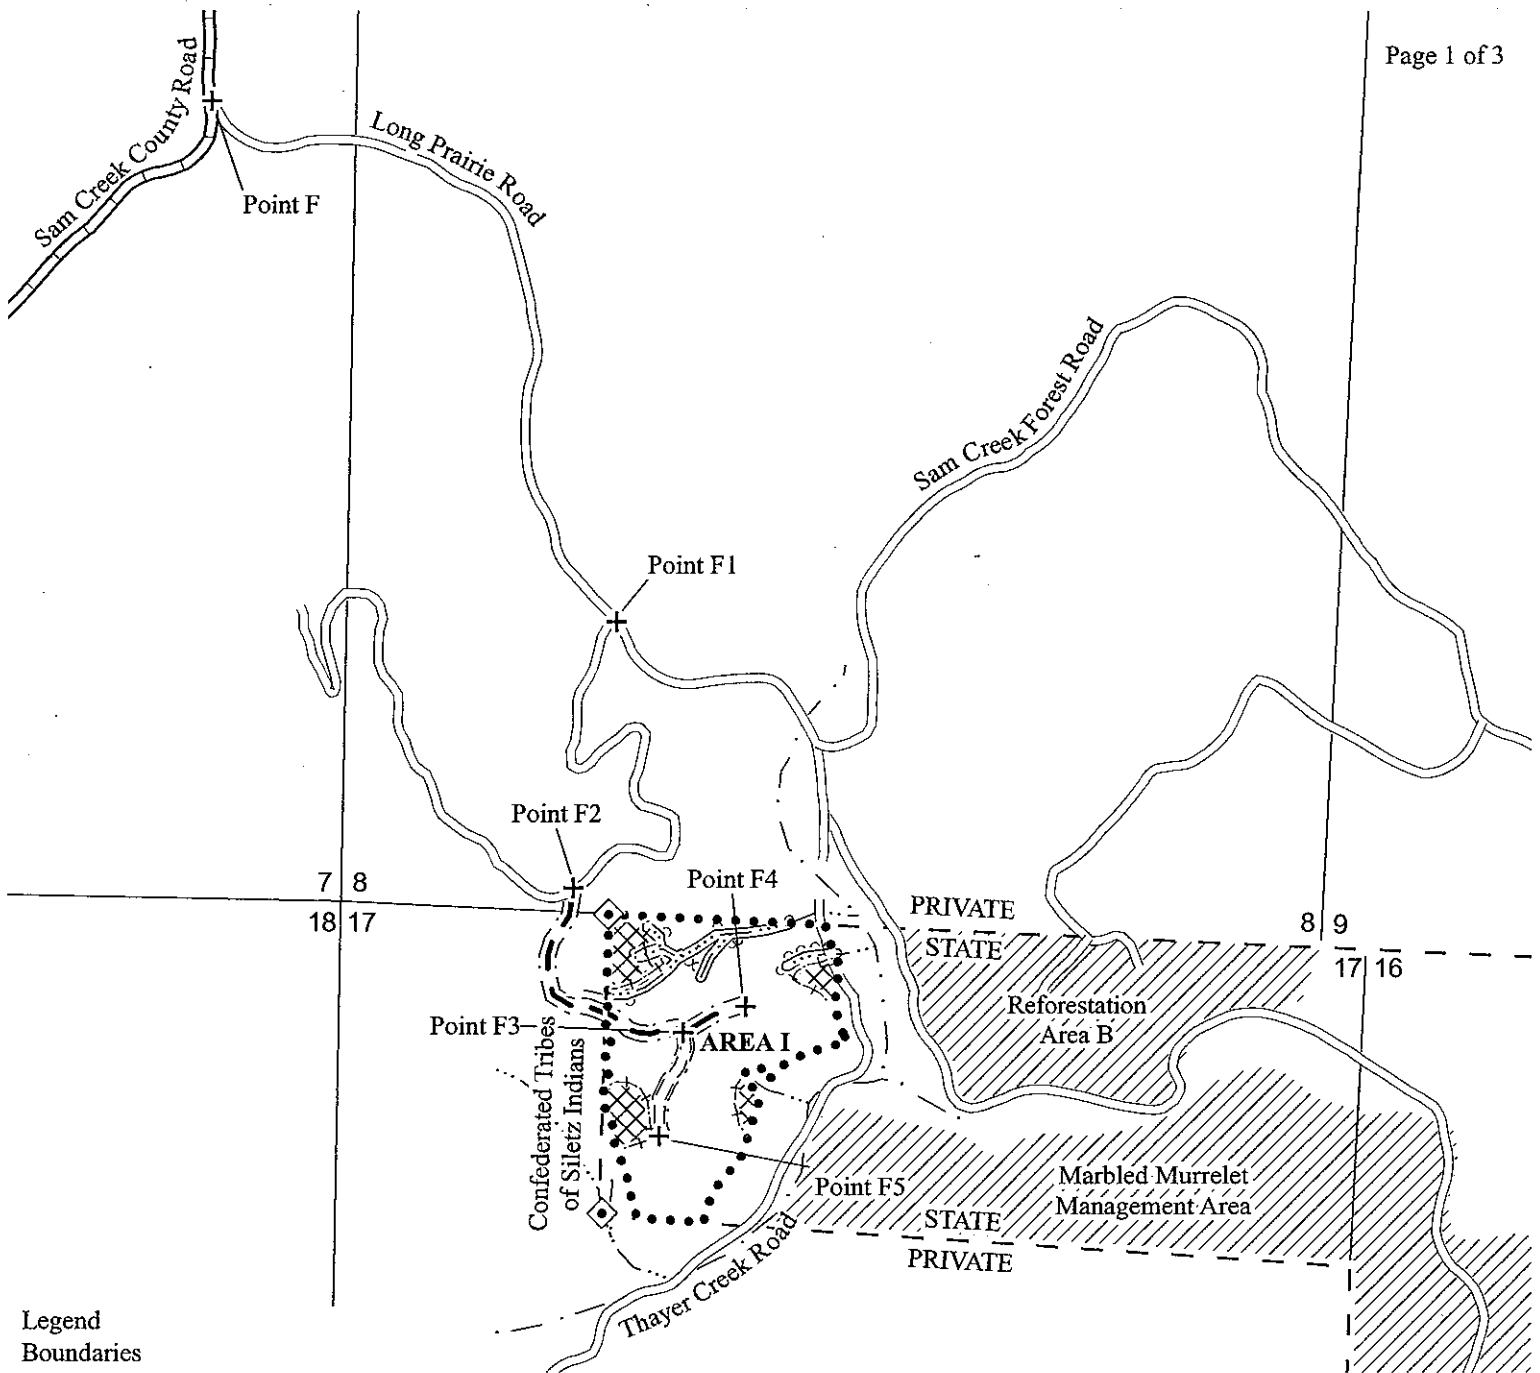 Page 1 of 3
Sam Creek County Road
Long Prairie Road
Point F
Sam Creek Forest Road
Point F1
Point F2
Point F4
7 8
18 17
PRIVATE
STATE
8 9
17 16
Reforestation
Area B
Point F3
AREA I
Confederated Tribes
of Siletz Indians
Point F5
Marbled Murrelet
Management Area
STATE
PRIVATE
Thayer Creek Road
Legend
Boundaries